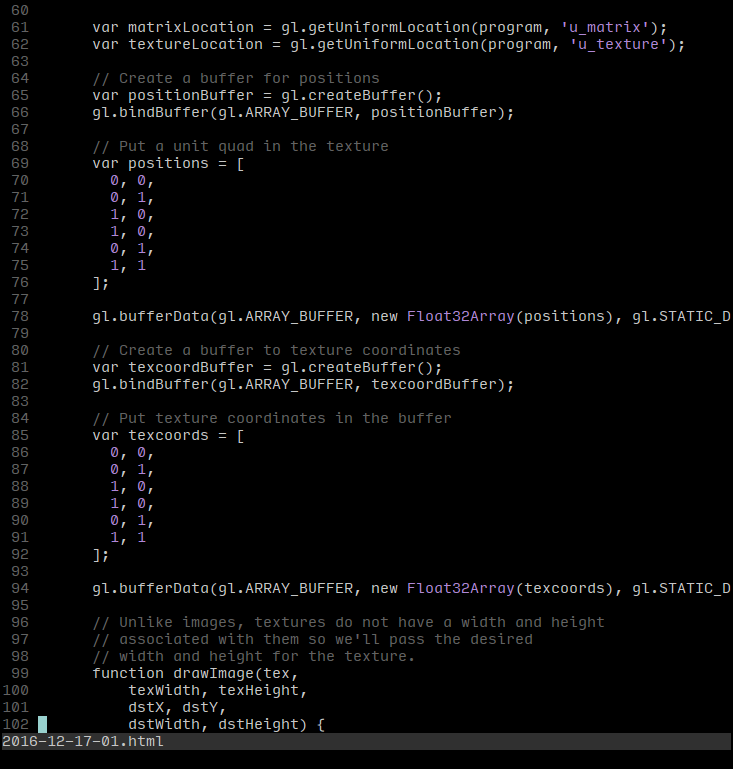 60
61       var matrixLocation = gl.getUniformLocation(program, 'u_matrix');
62       var textureLocation = gl.getUniformLocation(program, 'u_texture');
63
64       // Create a buffer for positions
65       var positionBuffer = gl.createBuffer();
66       gl.bindBuffer(gl.ARRAY_BUFFER, positionBuffer);
67
68       // Put a unit quad in the texture
69       var positions = [
70         0, 0,
71         0, 1,
72         1, 0,
73         1, 0,
74         0, 1,
75         1, 1
76       ];
77
78       gl.bufferData(gl.ARRAY_BUFFER, new Float32Array(positions), gl.STATIC_D
79
80       // Create a buffer to texture coordinates
81       var texcoordBuffer = gl.createBuffer();
82       gl.bindBuffer(gl.ARRAY_BUFFER, texcoordBuffer);
83
84       // Put texture coordinates in the buffer
85       var texcoords = [
86         0, 0,
87         0, 1,
88         1, 0,
89         1, 0,
90         0, 1,
91         1, 1
92       ];
93
94       gl.bufferData(gl.ARRAY_BUFFER, new Float32Array(texcoords), gl.STATIC_D
95
96       // Unlike images, textures do not have a width and height
97       // associated with them so we'll pass the desired
98       // width and height for the texture.
99       function drawImage(tex,
100          texWidth, texHeight,
101          dstX, dstY,
102          dstWidth, dstHeight) {
2016-12-17-01.html